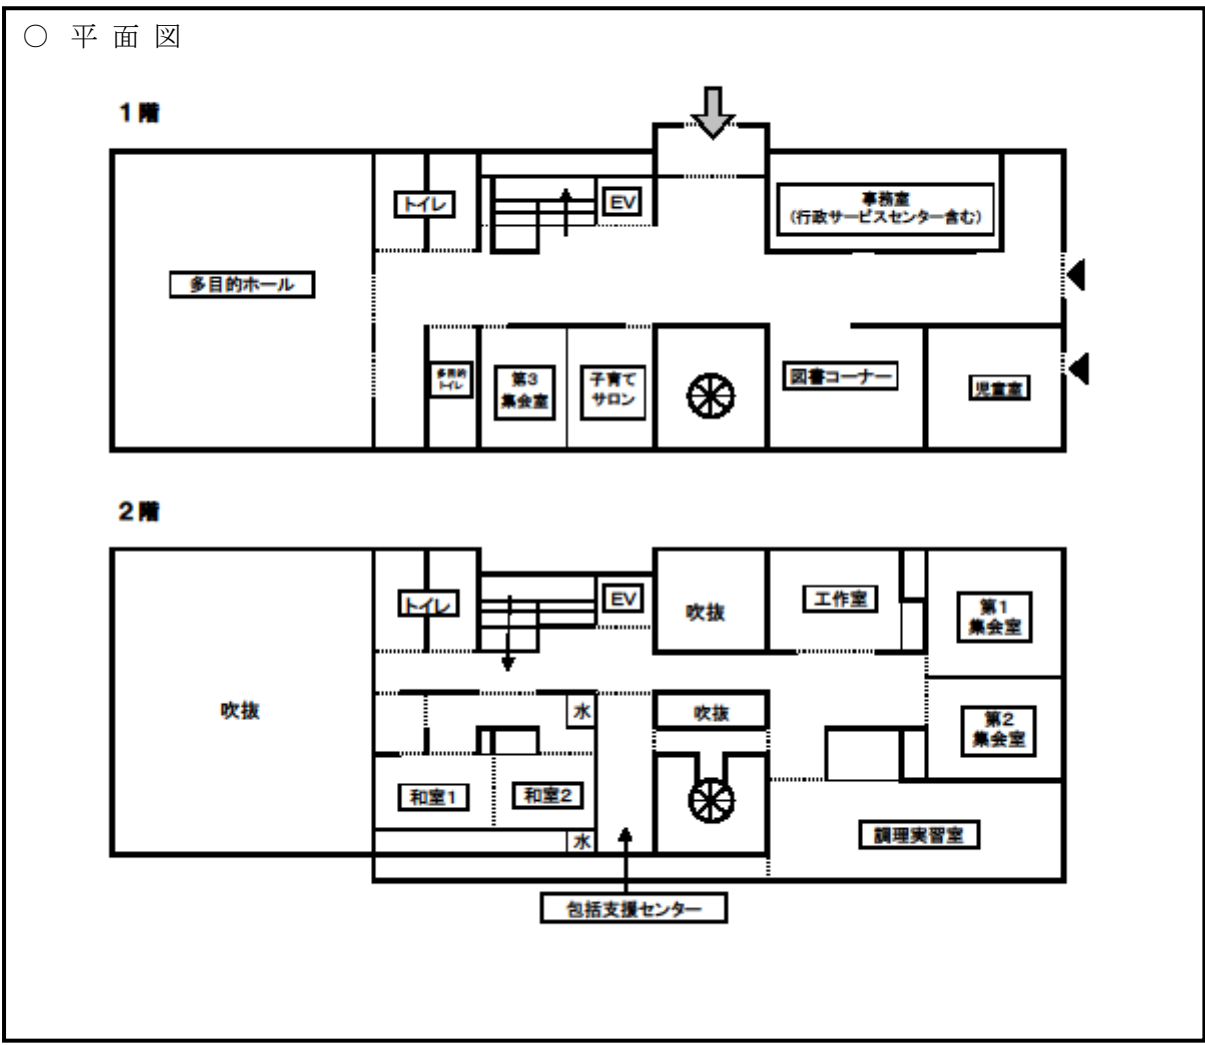 ○ 平面図
1階
トイレ
EV
事務室
(行政サービスセンター含む)
多目的ホール
多目的
トイレ
第3
集会室
子育て
サロン
図書コーナー
児童室
2階
トイレ
EV
吹抜
工作室
第1
集会室
吹抜
水
吹抜
第2
集会室
和室1
和室2
水
調理実習室
包括支援センター